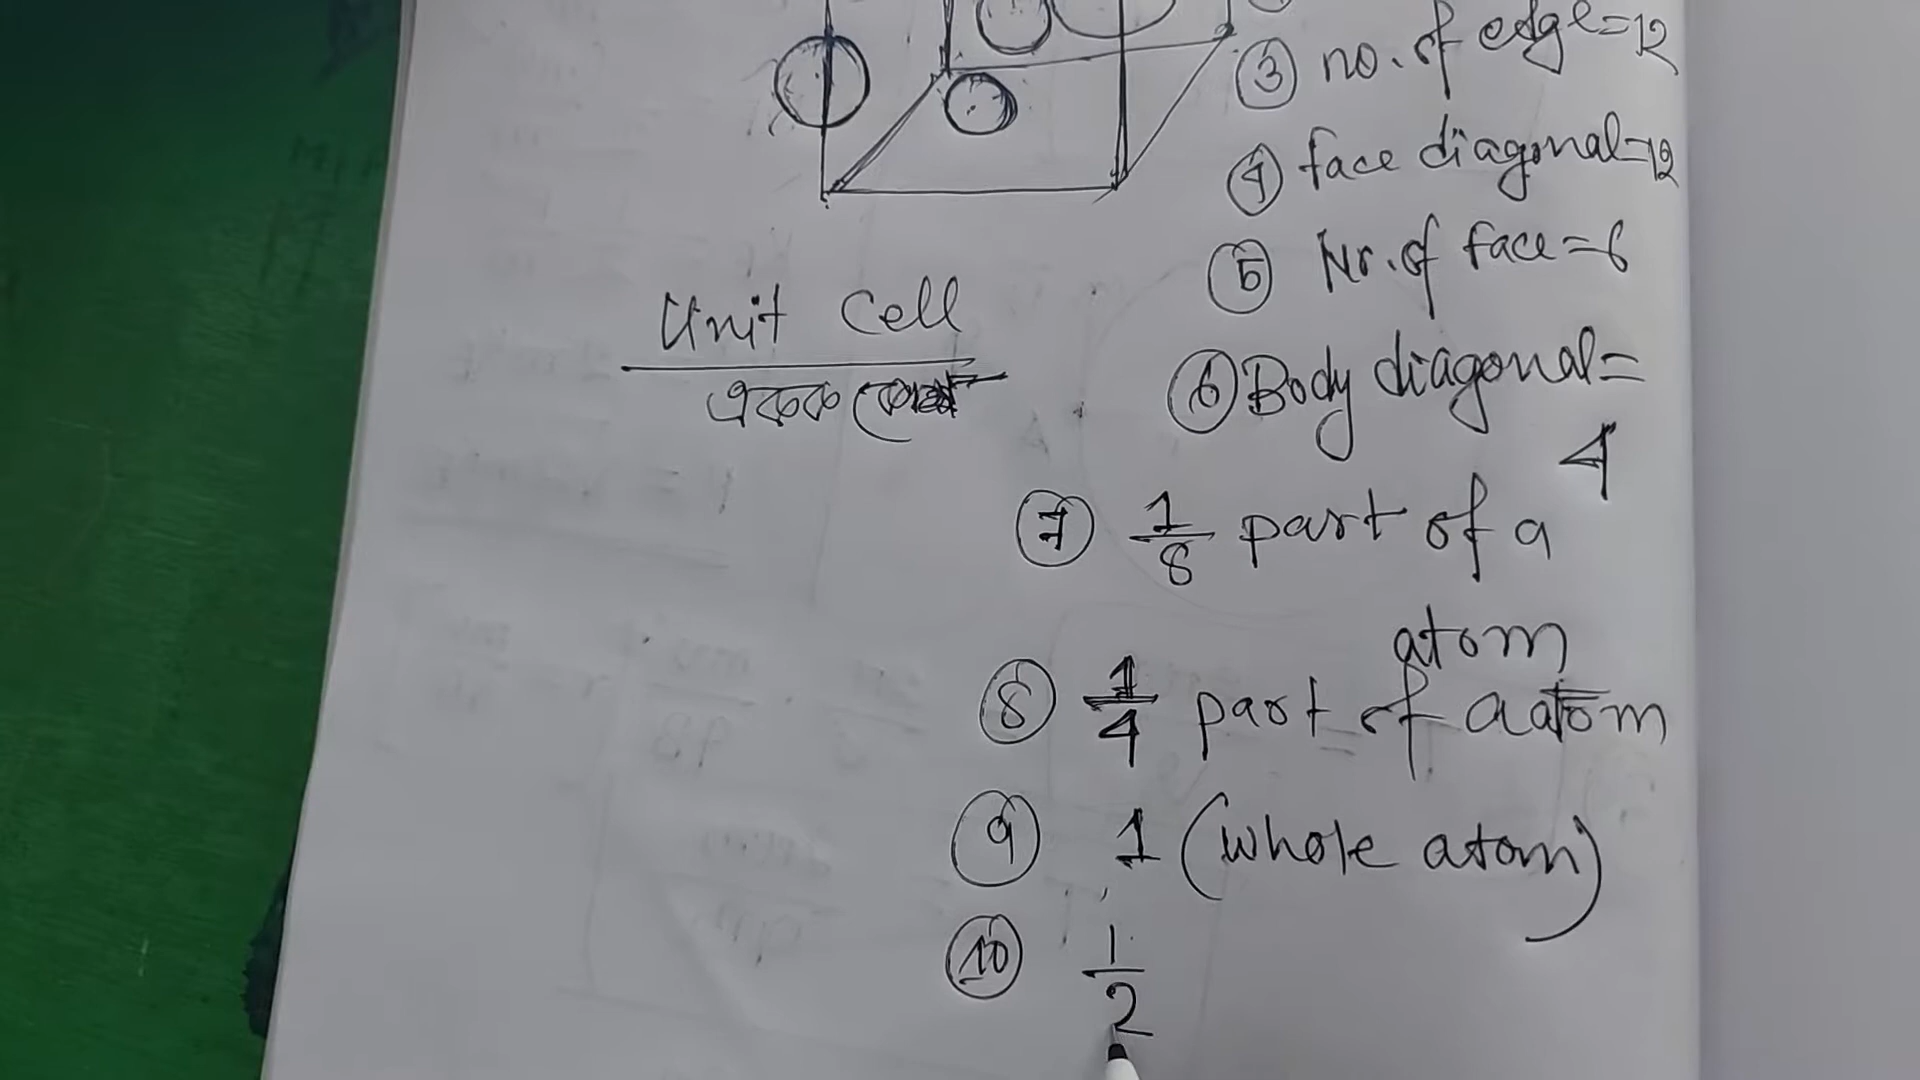 ③ no. of edge=12
④ face diagonal=12
⑤ Nr. of face=6
Unit Cell
⑥ Body diagonal=
একক
4
⑦ 1/8 part of a
atom
⑧ 1/4 part of a atom
⑨ 1 (whole atom)
⑩ 1/2